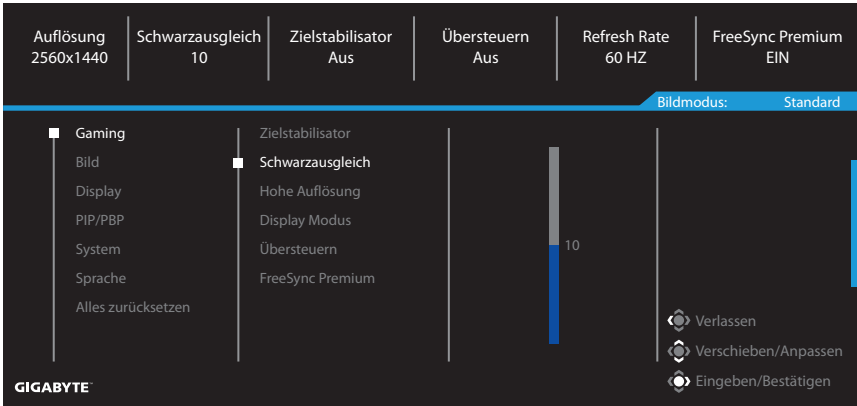 Auflösung Schwarzausgleich Zielstabilisator Übersteuern Refresh Rate FreeSync Premium
2560x1440 10 Aus Aus 60 HZ EIN
Bildmodus: Standard
Gaming
Bild
Display
PIP/PBP
System
Sprache
Alles zurücksetzen
Zielstabilisator
Schwarzausgleich
Hohe Auflösung
Display Modus
Übersteuern
FreeSync Premium
10
Verlassen
Verschieben/Anpassen
Eingeben/Bestätigen
GIGABYTE™